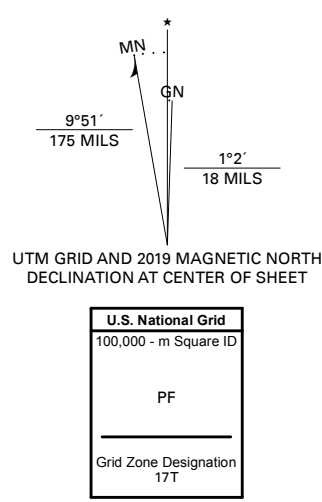 ★
MN
GN
9°51´
175 MILS
1°2´
18 MILS
UTM GRID AND 2019 MAGNETIC NORTH
DECLINATION AT CENTER OF SHEET
U.S. National Grid
100,000 - m Square ID
PF
Grid Zone Designation
17T